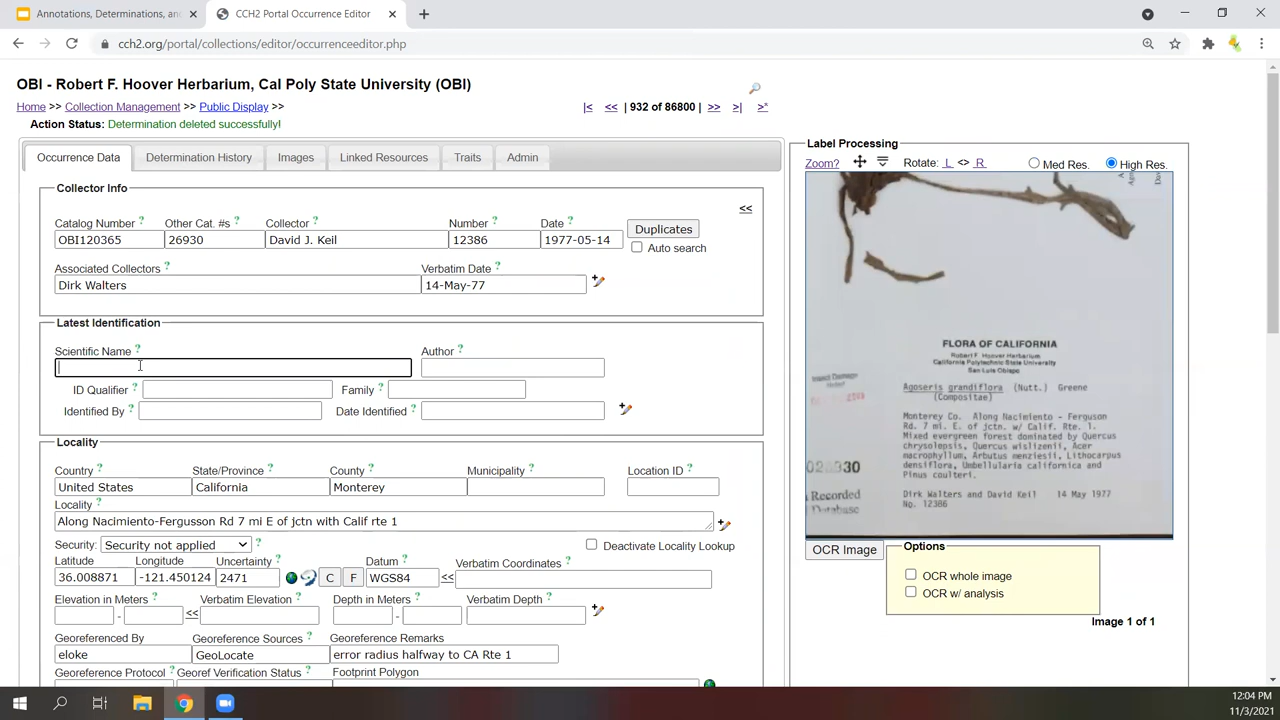 Annotations, Determinations, and
CCH2 Portal Occurrence Editor
cch2.org/portal/collections/editor/occurrenceeditor.php
OBI - Robert F. Hoover Herbarium, Cal Poly State University (OBI)
Home >> Collection Management >> Public Display >>
|< << | 932 of 86800 | >> >| >*
Action Status: Determination deleted successfully!
Occurrence Data Determination History Images Linked Resources Traits Admin
Collector Info
<<
Catalog Number ? Other Cat. #s ? Collector ? Number ? Date ?
OBI120365 26930 David J. Keil 12386 1977-05-14
Duplicates
Auto search
Associated Collectors ? Verbatim Date ?
Dirk Walters 14-May-77
Latest Identification
Scientific Name ? Author ?
ID Qualifier ? Family ?
Identified By ? Date Identified ?
Locality
Country ? State/Province ? County ? Municipality ? Location ID ?
United States California Monterey
Locality ?
Along Nacimiento-Fergusson Rd 7 mi E of jctn with Calif rte 1
Security: Security not applied ? Deactivate Locality Lookup
Latitude Longitude Uncertainty ? Datum ? Verbatim Coordinates ?
36.008871 -121.450124 2471 C F WGS84 <<
Elevation in Meters ? Verbatim Elevation ? Depth in Meters ? Verbatim Depth ?
- << -
Georeferenced By Georeference Sources ? Georeference Remarks
eloke GeoLocate error radius halfway to CA Rte 1
Georeference Protocol ? Georef Verification Status ? Footprint Polygon
Label Processing
Zoom? Rotate: L <> R Med Res. High Res.
FLORA OF CALIFORNIA
Robert F. Hoover Herbarium
California Polytechnic State University
San Luis Obispo
Agoseris grandiflora (Nutt.) Greene
(Compositae)
Monterey Co. Along Nacimiento - Ferguson
Rd. 7 mi. E. of jctn. w/ Calif. Rte. 1.
Mixed evergreen forest dominated by Quercus
chrysolepsis, Quercus wislizenii, Acer
macrophyllum, Arbutus menziesii, Lithocarpus
densiflora, Umbellularia californica and
Pinus coulteri.
Dirk Walters and David Keil 14 May 1977
No. 12386
Insect Damage
Recorded
Database
OCR Image
Options
OCR whole image
OCR w/ analysis
Image 1 of 1
12:04 PM
11/3/2021